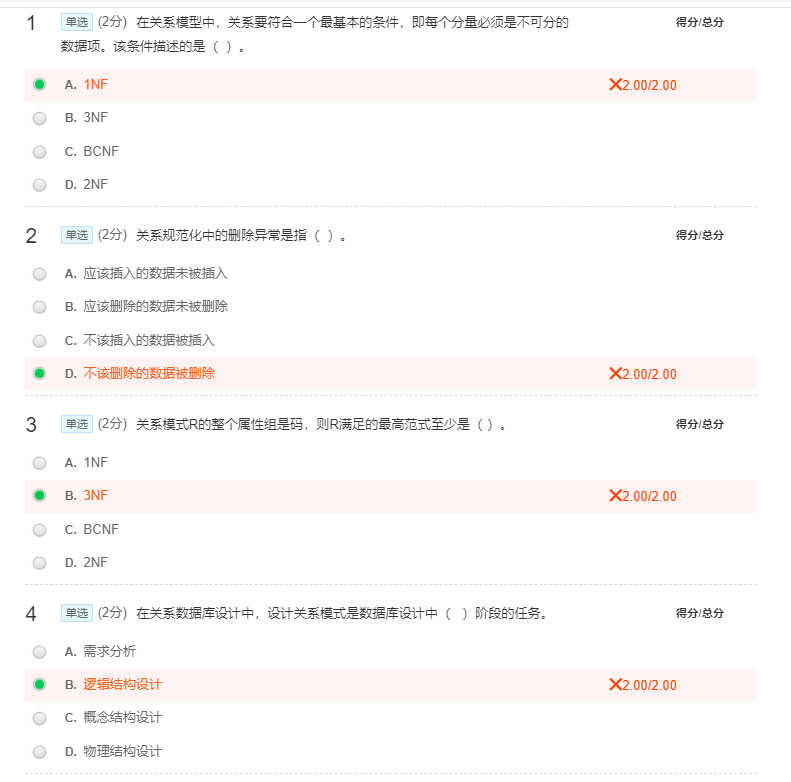 1 单选 (2分) 在关系模型中，关系要符合一个最基本的条件，即每个分量必须是不可分的 得分/总分
数据项。该条件描述的是（ ）。
A. 1NF ×2.00/2.00
B. 3NF
C. BCNF
D. 2NF
2 单选 (2分) 关系规范化中的删除异常是指（ ）。 得分/总分
A. 应该插入的数据未被插入
B. 应该删除的数据未被删除
C. 不该插入的数据被插入
D. 不该删除的数据被删除 ×2.00/2.00
3 单选 (2分) 关系模式R的整个属性组是码，则R满足的最高范式至少是（ ）。 得分/总分
A. 1NF
B. 3NF ×2.00/2.00
C. BCNF
D. 2NF
4 单选 (2分) 在关系数据库设计中，设计关系模式是数据库设计中（ ）阶段的任务。 得分/总分
A. 需求分析
B. 逻辑结构设计 ×2.00/2.00
C. 概念结构设计
D. 物理结构设计